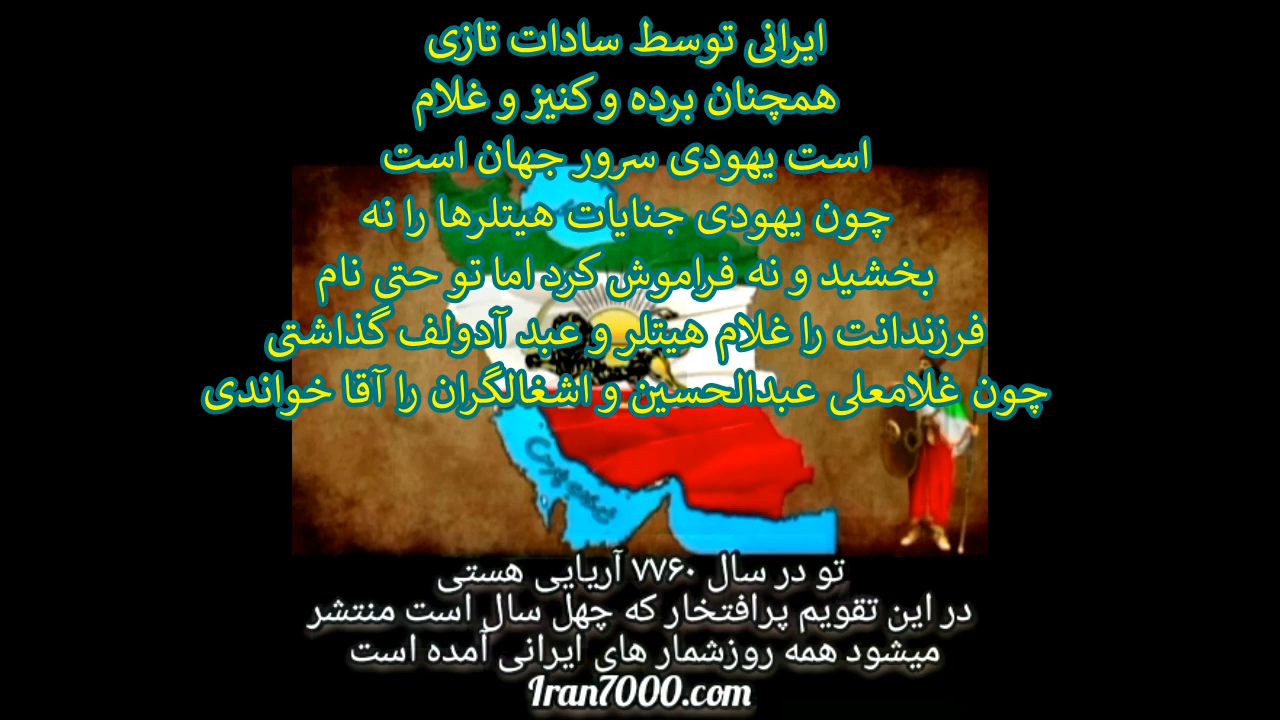 ایرانی توسط سادات تازی
همچنان برده و کنیز و غلام
است یهودی سرور جهان است
چون یهودی جنایات هیتلرها را نه
بخشید و نه فراموش کرد اما تو حتی نام
فرزندانت را غلام هیتلر و عبد آدولف گذاشتی
چون غلامعلی عبدالحسین و اشغالگران را آقا خواندی
خلیج پارس
تو در سال ۷۷۶۰ آریایی هستی
در این تقویم پرافتخار که چهل سال است منتشر
میشود همه روزشمار های ایرانی آمده است
Iran7000.com